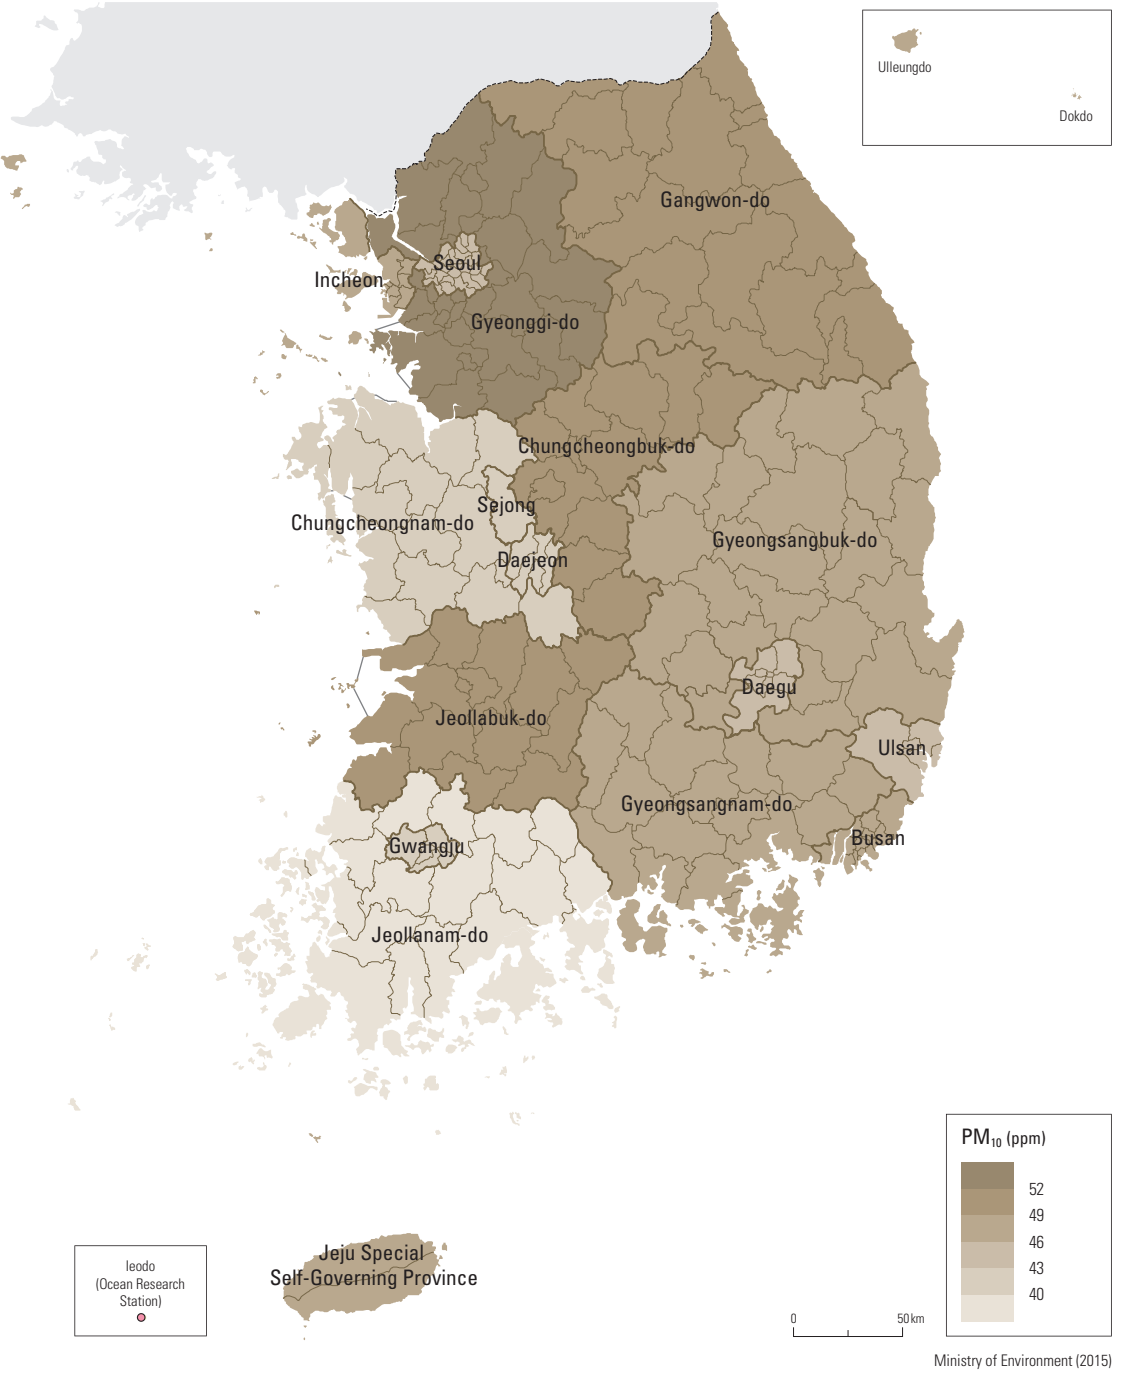 Ulleungdo
Dokdo
Gangwon-do
Seoul
Incheon
Gyeonggi-do
Chungcheongbuk-do
Sejong
Chungcheongnam-do
Gyeongsangbuk-do
Daejeon
Daegu
Jeollabuk-do
Ulsan
Gyeongsangnam-do
Busan
Gwangju
Jeollanam-do
PM₁₀ (ppm)
52
49
46
43
40
Jeju Special
Self-Governing Province
Ieodo
(Ocean Research
Station)
0 50 km
Ministry of Environment (2015)